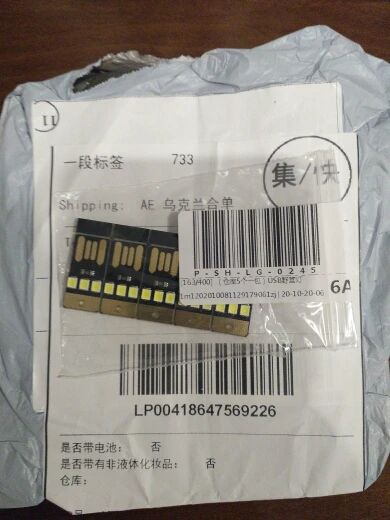 11
一段标签 733
集/快
Shipping: AE 乌克兰合单
P-SH-LG-0245
6A
LP00418647569226
是否带电池： 否
是否带有非液体化妆品： 否
仓库：